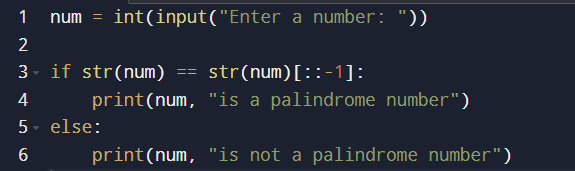 1 num = int(input("Enter a number: "))
2
3 if str(num) == str(num)[::-1]:
4     print(num, "is a palindrome number")
5 else:
6     print(num, "is not a palindrome number")